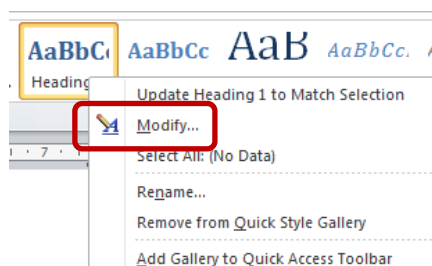 AaBbCc AaBbCc AaB AaBbCc.
Heading
Update Heading 1 to Match Selection
Modify...
7
Select All: (No Data)
Rename...
Remove from Quick Style Gallery
Add Gallery to Quick Access Toolbar